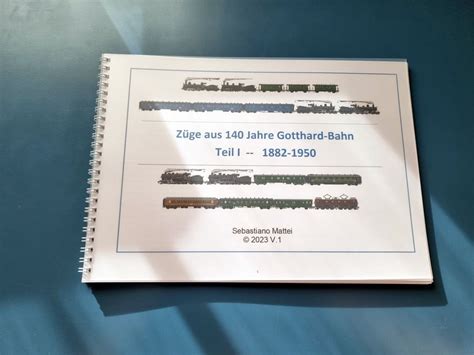 Züge aus 140 Jahre Gotthard-Bahn
Teil I -- 1882-1950
Sebastiano Mattei
© 2023 V.1